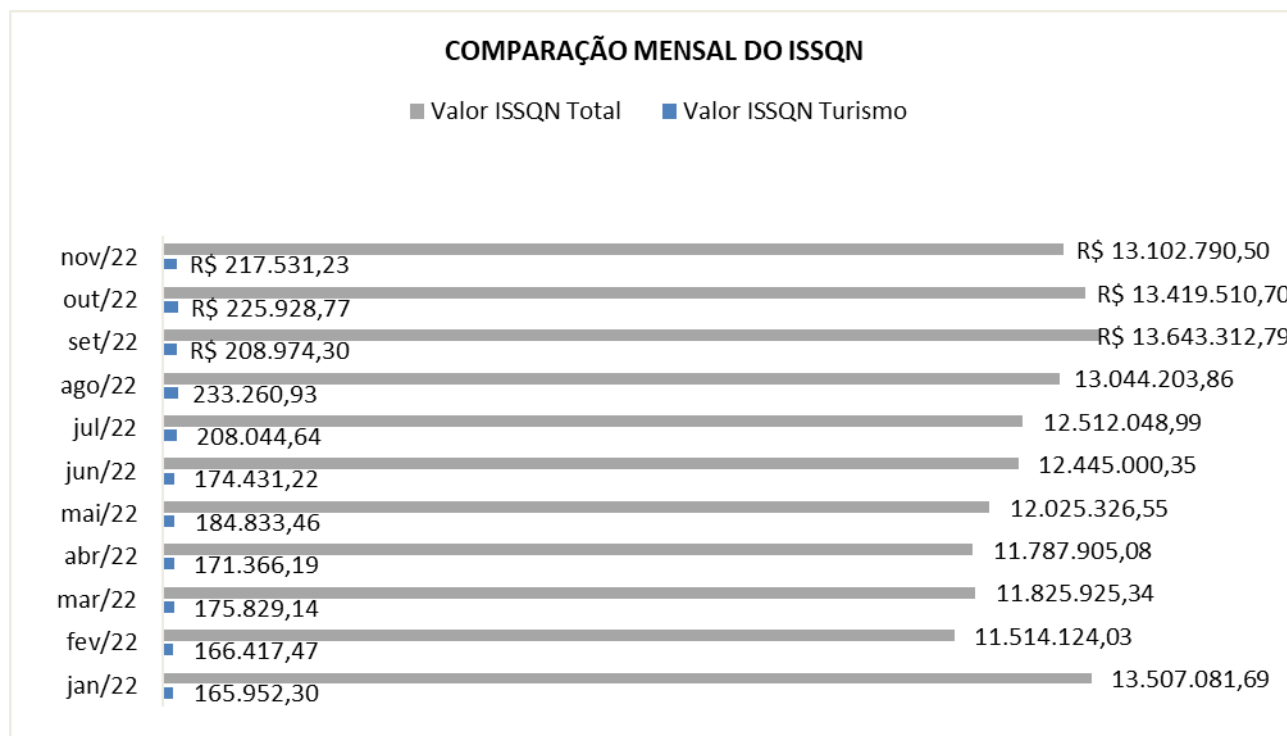 COMPARAÇÃO MENSAL DO ISSQN
Valor ISSQN Total Valor ISSQN Turismo
nov/22 R$ 13.102.790,50
R$ 217.531,23
out/22 R$ 13.419.510,70
R$ 225.928,77
set/22 R$ 13.643.312,79
R$ 208.974,30
ago/22 13.044.203,86
233.260,93
jul/22 12.512.048,99
208.044,64
jun/22 12.445.000,35
174.431,22
mai/22 12.025.326,55
184.833,46
abr/22 11.787.905,08
171.366,19
mar/22 11.825.925,34
175.829,14
fev/22 11.514.124,03
166.417,47
jan/22 13.507.081,69
165.952,30